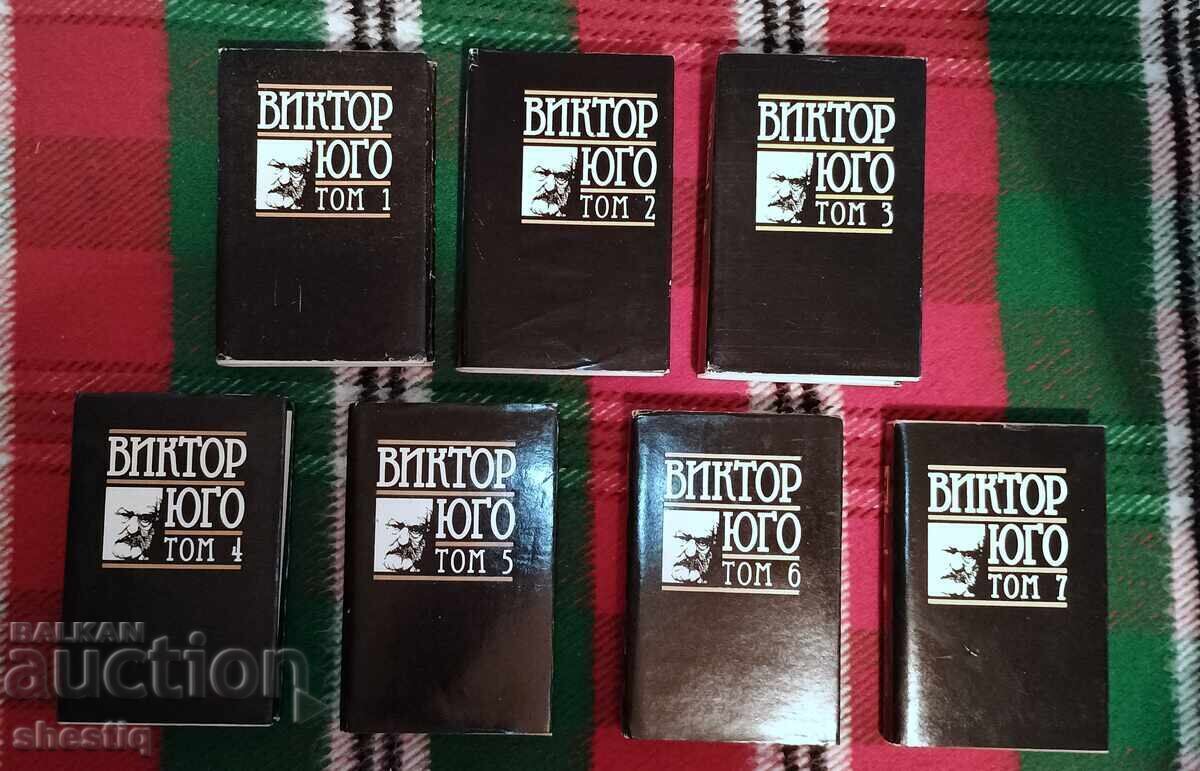 ВИКТОР
ЮГО
ТОМ 1
ВИКТОР
ЮГО
ТОМ 2
ВИКТОР
ЮГО
ТОМ 3
ВИКТОР
ЮГО
ТОМ 4
ВИКТОР
ЮГО
ТОМ 5
ВИКТОР
ЮГО
ТОМ 6
ВИКТОР
ЮГО
ТОМ 7
BALKAN
auction
shestiq